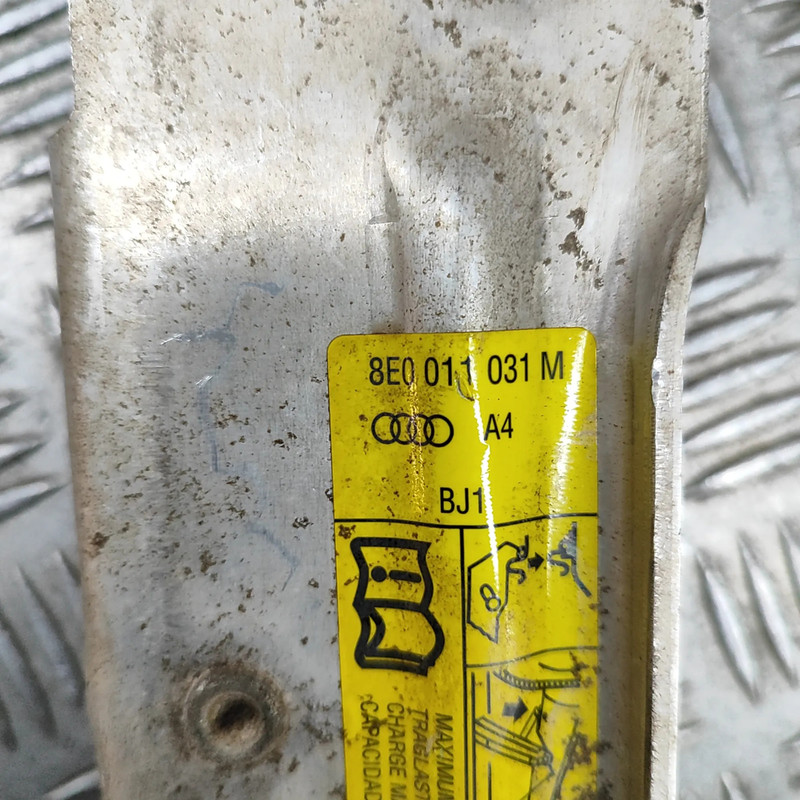 8E0 011 031 M
A4
BJ1
MAXIMUM
TRAGLAST
CHARGE
CAPACIDAD